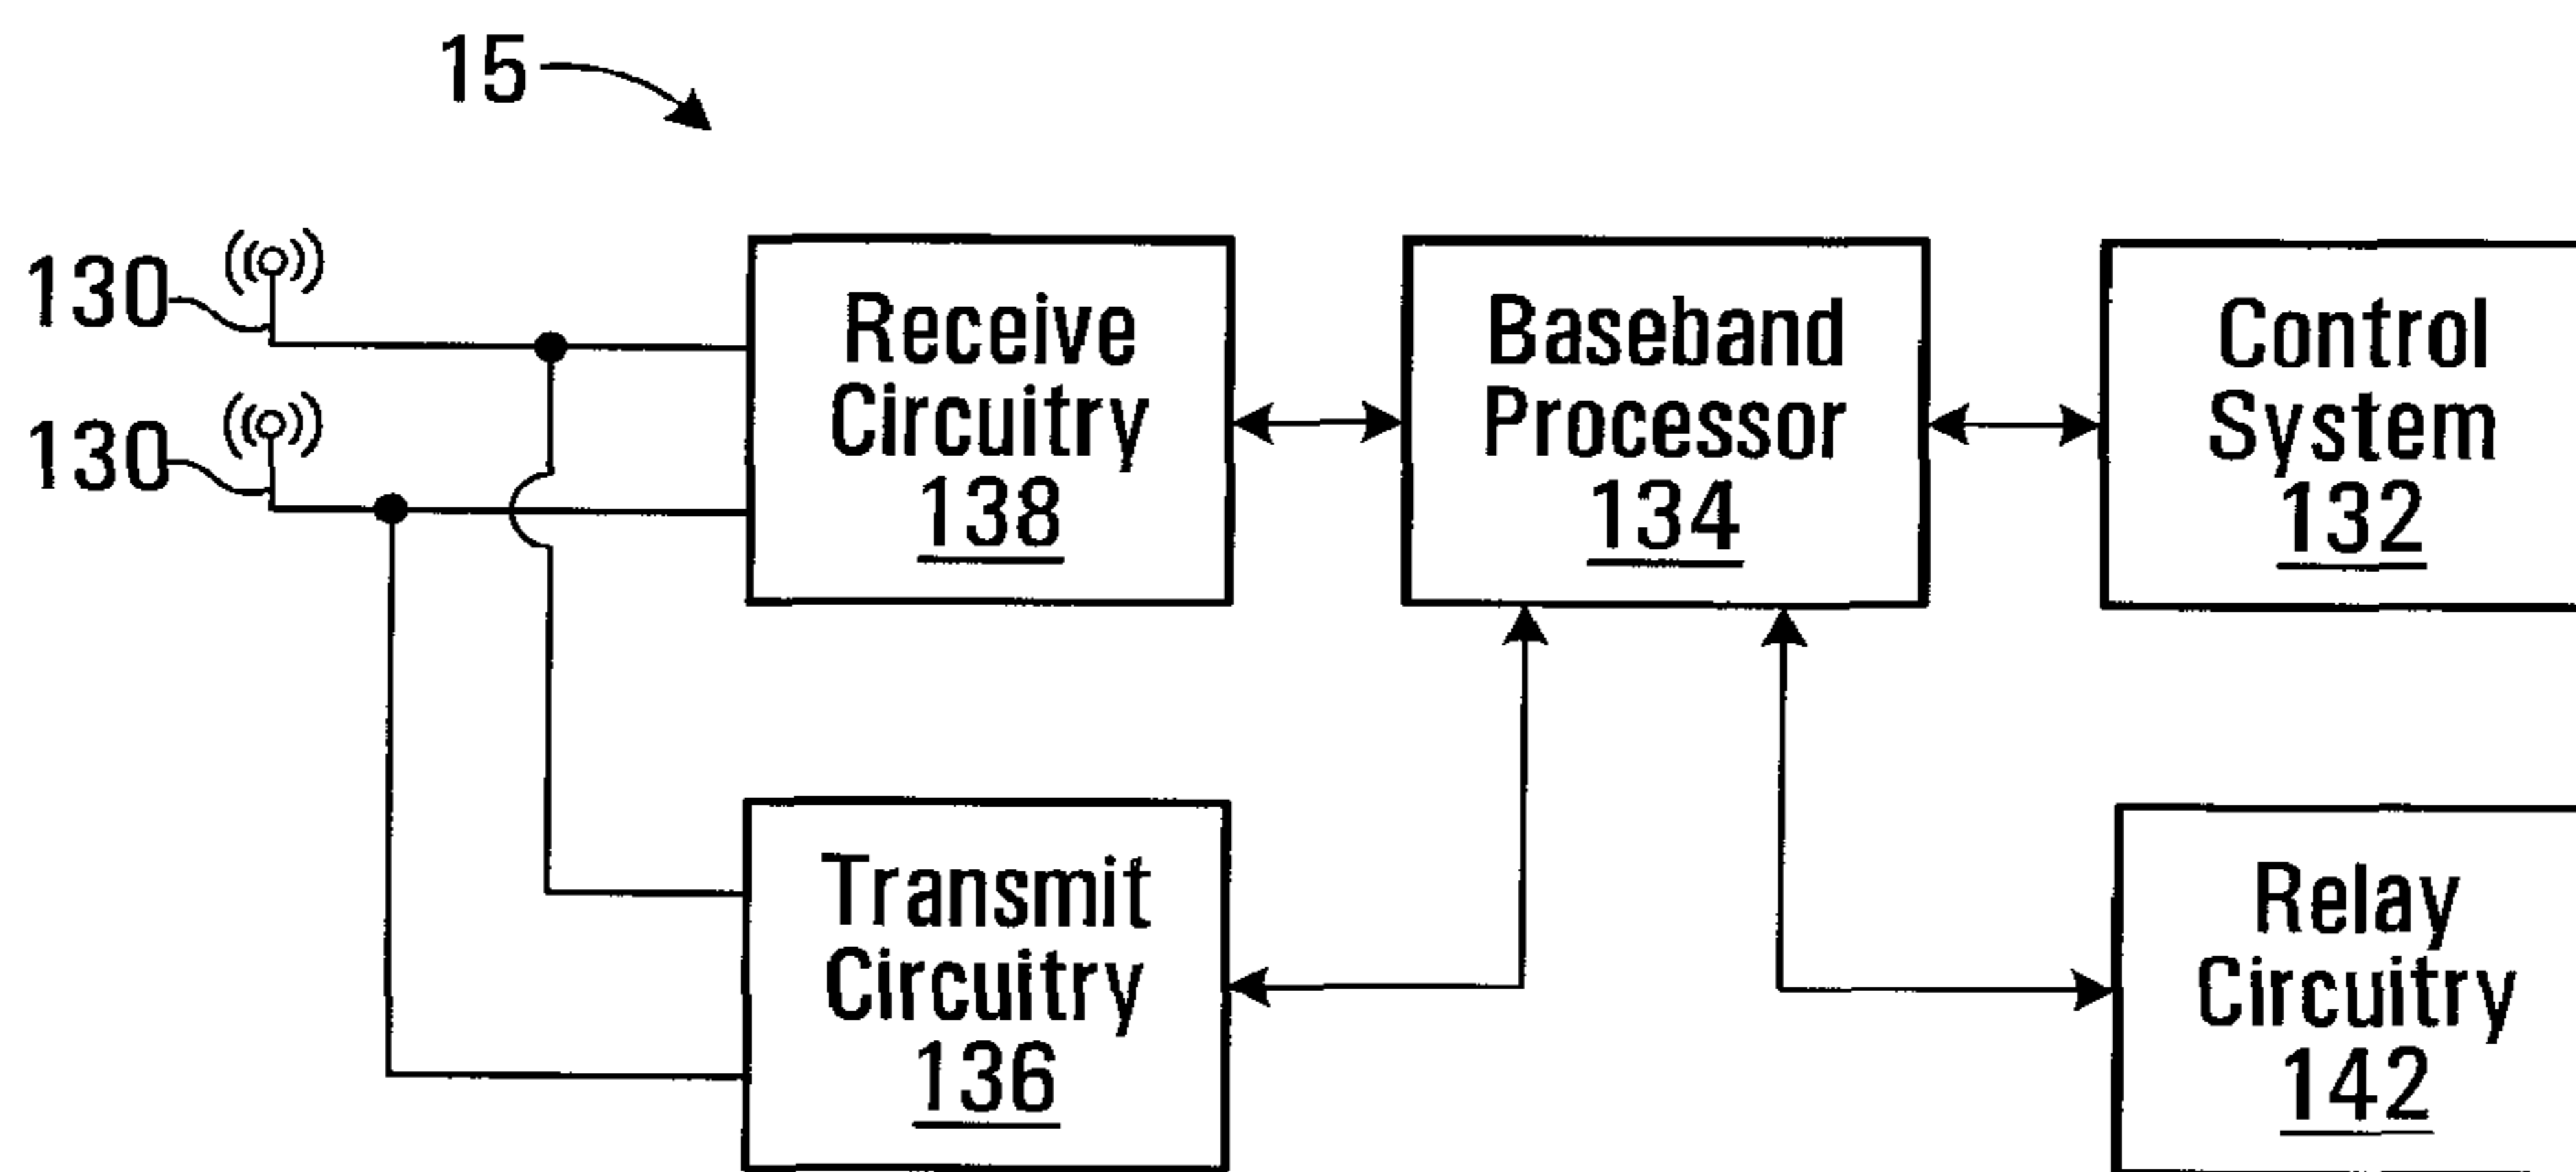 15
130
130
Receive
Circuitry
138
Baseband
Processor
134
Control
System
132
Transmit
Circuitry
136
Relay
Circuitry
142